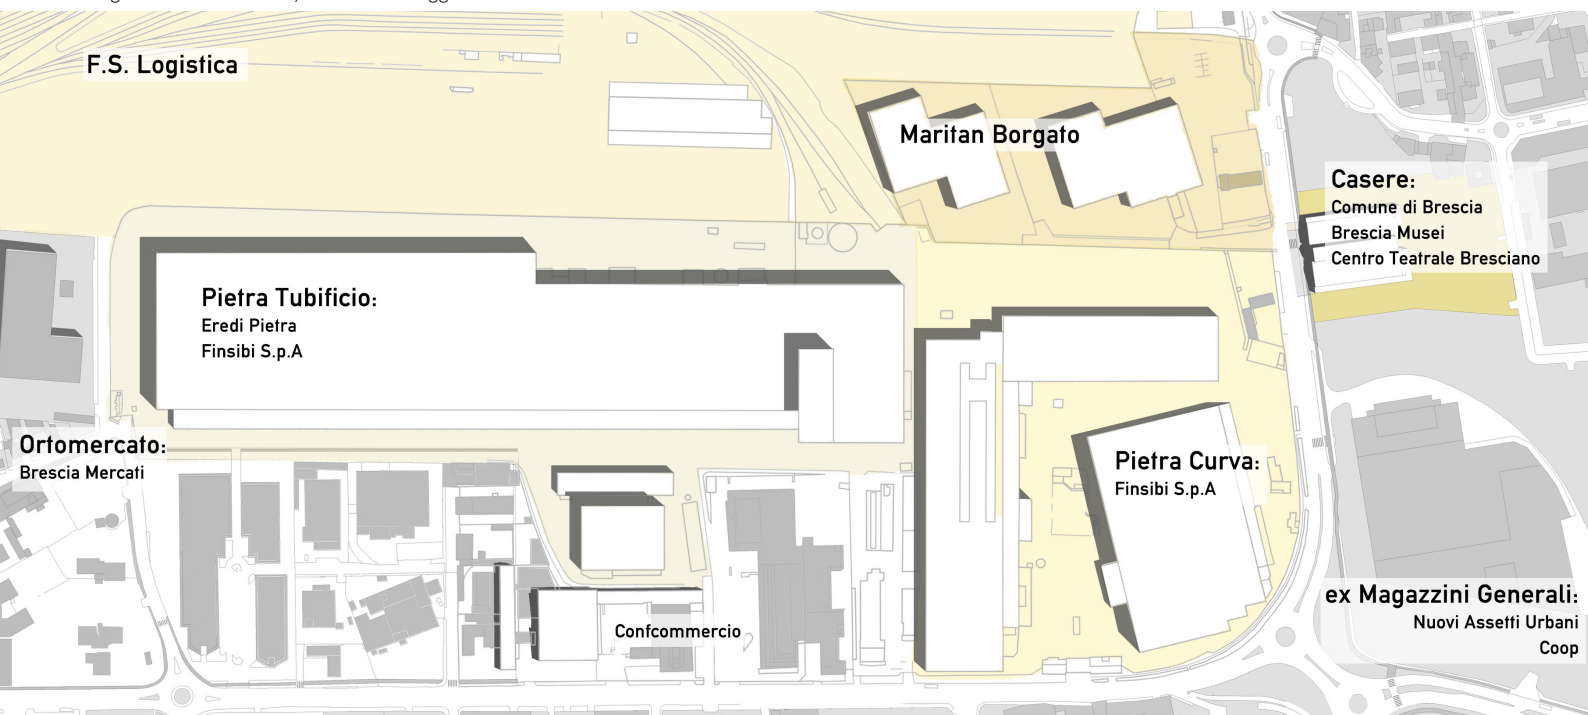 F.S. Logistica
Maritan Borgato
Casere:
Comune di Brescia
Brescia Musei
Centro Teatrale Bresciano
Pietra Tubificio:
Eredi Pietra
Finsibi S.p.A
Ortomercato:
Brescia Mercati
Pietra Curva:
Finsibi S.p.A
Confcommercio
ex Magazzini Generali:
Nuovi Assetti Urbani
Coop